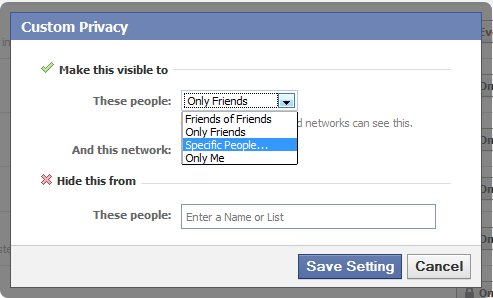 Custom Privacy
Make this visible to
These people: Only Friends
Friends of Friends
Only Friends
networks can see this.
Specific People...
And this network:
Only Me
Hide this from
These people: Enter a Name or List
Save Setting Cancel